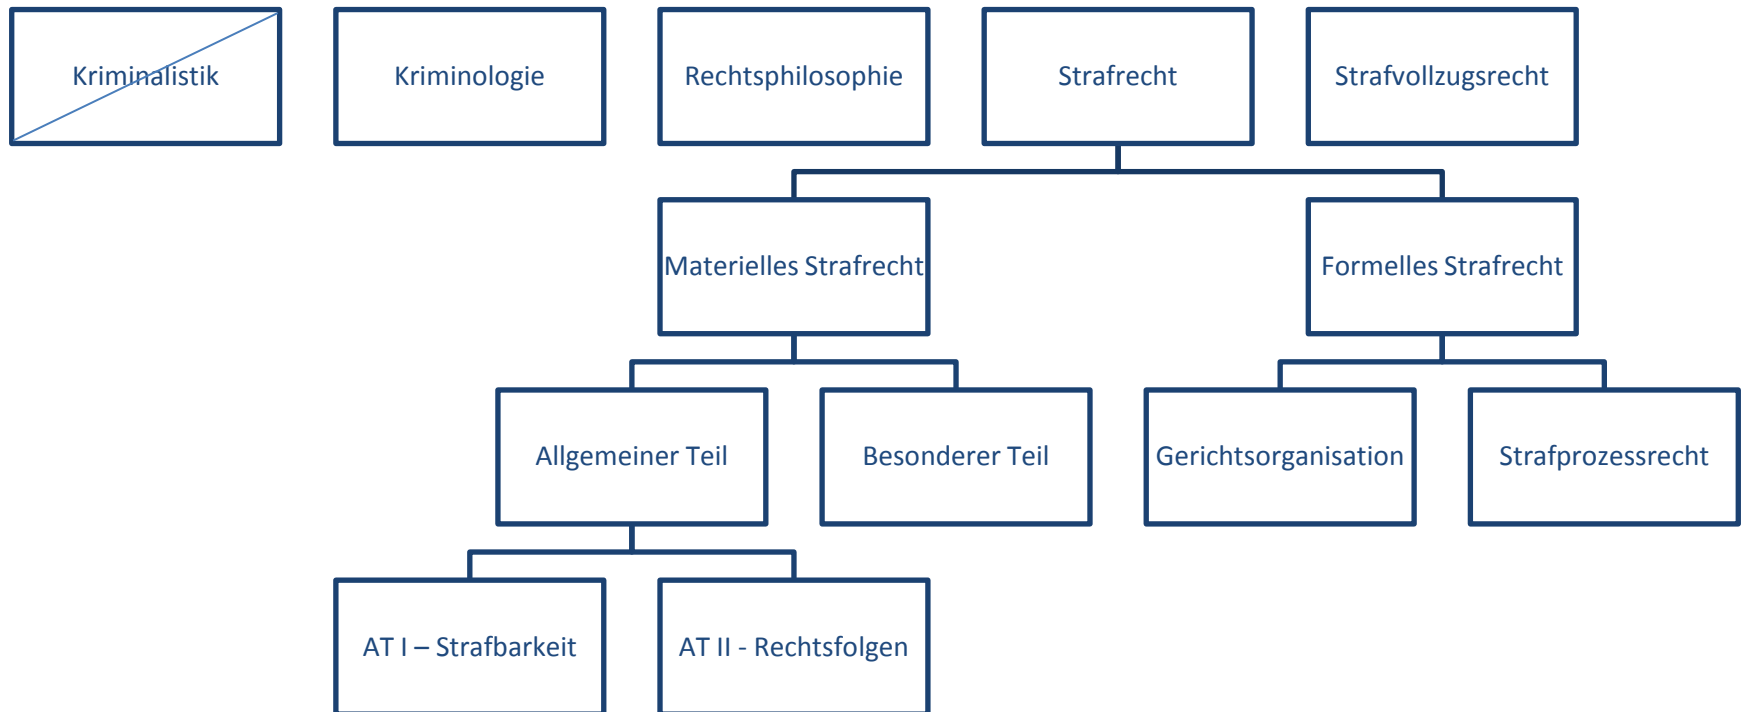 Kriminalistik
Kriminologie
Rechtsphilosophie
Strafrecht
Strafvollzugsrecht
Materielles Strafrecht
Formelles Strafrecht
Allgemeiner Teil
Besonderer Teil
Gerichtsorganisation
Strafprozessrecht
AT I – Strafbarkeit
AT II - Rechtsfolgen